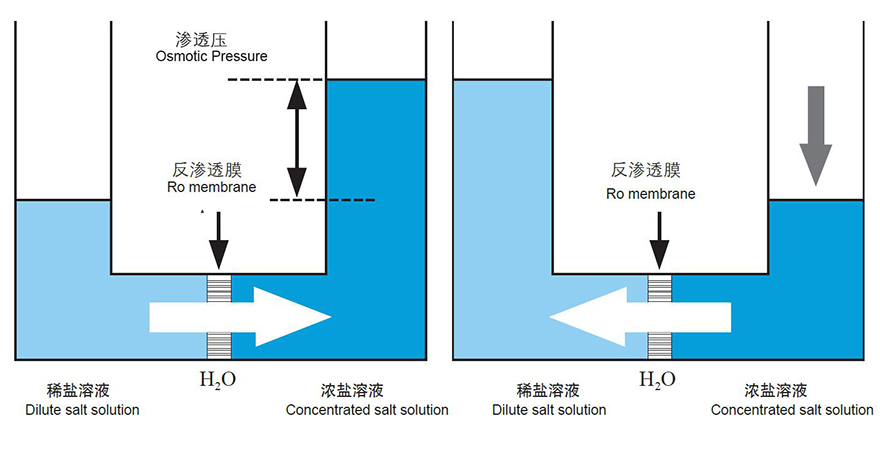 渗透压
Osmotic Pressure
反渗透膜
Ro membrane
H₂O
稀盐溶液
Dilute salt solution
浓盐溶液
Concentrated salt solution
反渗透膜
Ro membrane
H₂O
稀盐溶液
Dilute salt solution
浓盐溶液
Concentrated salt solution